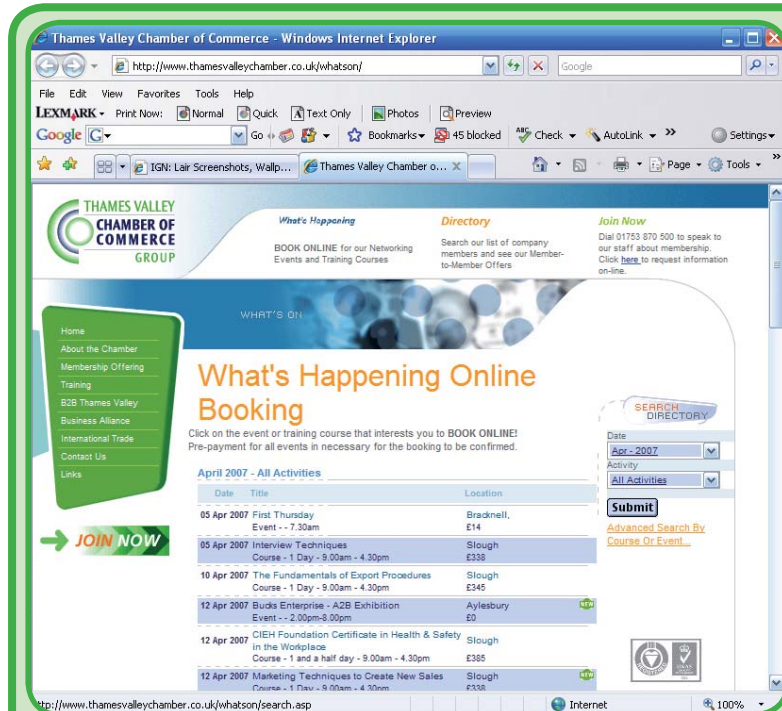 Thames Valley Chamber of Commerce - Windows Internet Explorer
http://www.thamesvalleychamber.co.uk/whatson/
Google
File Edit View Favorites Tools Help
LEXMARK Print Now: Normal Quick Text Only Photos Preview
Google G Go Bookmarks 45 blocked ABC Check AutoLink » Settings
IGN: Lair Screenshots, Wallp... Thames Valley Chamber o... X Page Tools »
THAMES VALLEY
CHAMBER OF
COMMERCE
GROUP
What's Happening
BOOK ONLINE for our Networking
Events and Training Courses
Directory
Search our list of company
members and see our Member-
to-Member Offers
Join Now
Dial 01753 870 500 to speak to
our staff about membership.
Click here to request information
on-line.
WHAT'S ON
Home
About the Chamber
Membership Offering
Training
B2B Thames Valley
Business Alliance
International Trade
Contact Us
Links
JOIN NOW
What's Happening Online
Booking
Click on the event or training course that interests you to BOOK ONLINE!
Pre-payment for all events in necessary for the booking to be confirmed.
April 2007 - All Activities
Date Title Location
05 Apr 2007 First Thursday Bracknell,
Event - - 7.30am £14
05 Apr 2007 Interview Techniques Slough
Course - 1 Day - 9.00am - 4.30pm £338
10 Apr 2007 The Fundamentals of Export Procedures Slough
Course - 1 Day - 9.00am - 4.30pm £345
12 Apr 2007 Bucks Enterprise - A2B Exhibition Aylesbury NEW
Event - - 2.00pm-8.00pm £0
12 Apr 2007 CIEH Foundation Certificate in Health & Safety Slough
in the Workplace
Course - 1 and a half day - 9.00am - 4.30pm £385
12 Apr 2007 Marketing Techniques to Create New Sales Slough NEW
Course - 1 Day - 9.00am - 4.30pm £338
SEARCH
DIRECTORY
Date
Apr - 2007
Activity
All Activities
Submit
Advanced Search By
Course Or Event...
ttp://www.thamesvalleychamber.co.uk/whatson/search.asp Internet 100%